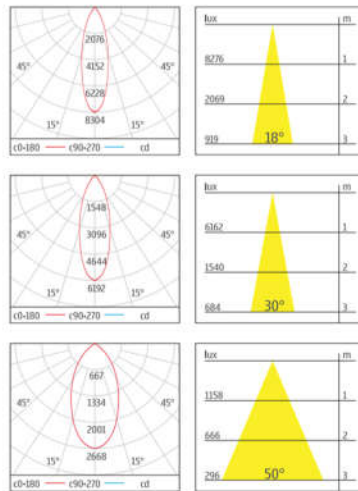 2076
4152
45° 45°
6228
15° 8304 15°
c0-180 c90-270 cd
lux m
8276 1
2069 2
919 18° 3
1548
3096
45° 45°
4644
15° 6192 15°
c0-180 c90-270 cd
lux m
6162 1
1540 2
684 30° 3
667
45° 1334 45°
2001
15° 2668 15°
c0-180 c90-270 cd
lux m
1158 1
666 2
296 50° 3